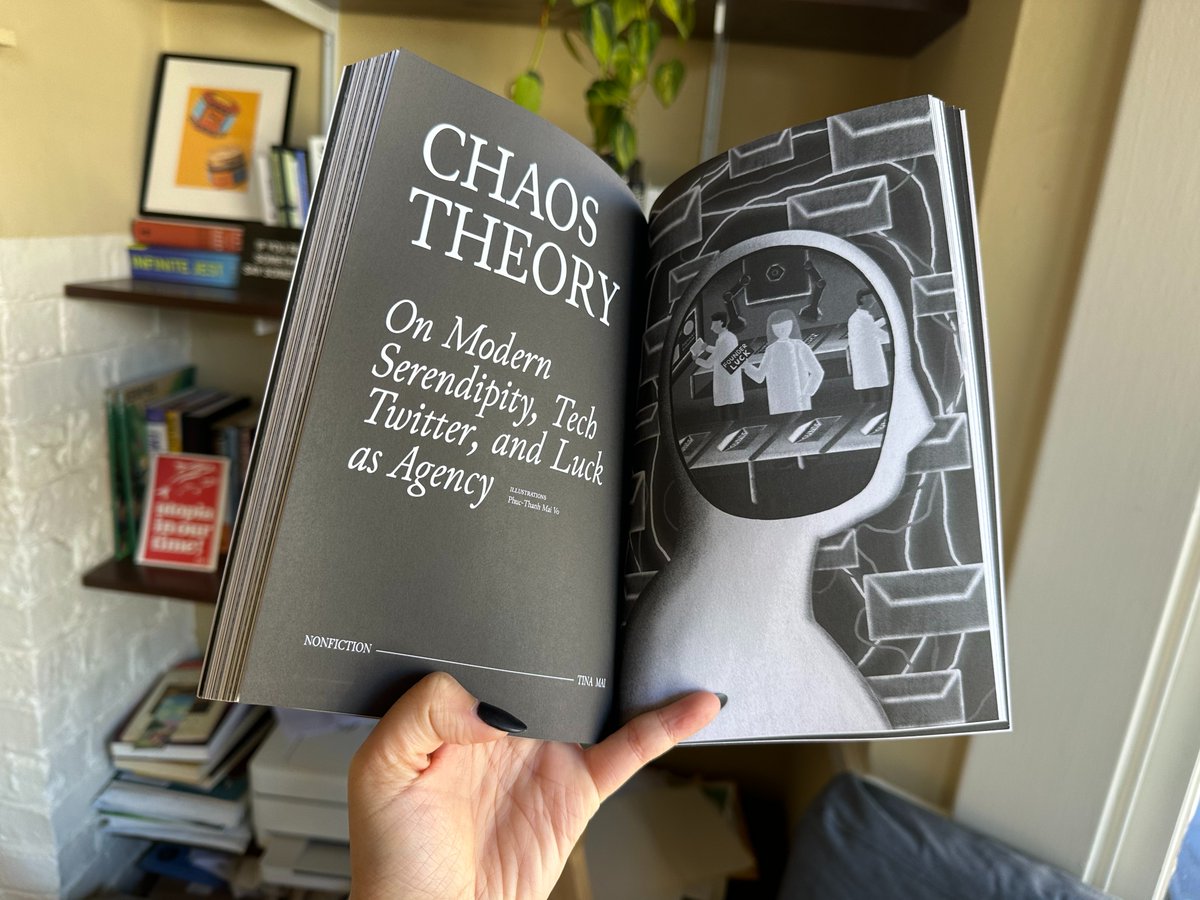 CHAOS
THEORY
On Modern
Serendipity, Tech
Twitter, and Luck
as Agency
ILLUSTRATIONS
Phuc-Thanh Mai Vo
NONFICTION
TINA MAI
FOUNDER
LUCK
INFINITE JEST
utopia
in our
time!